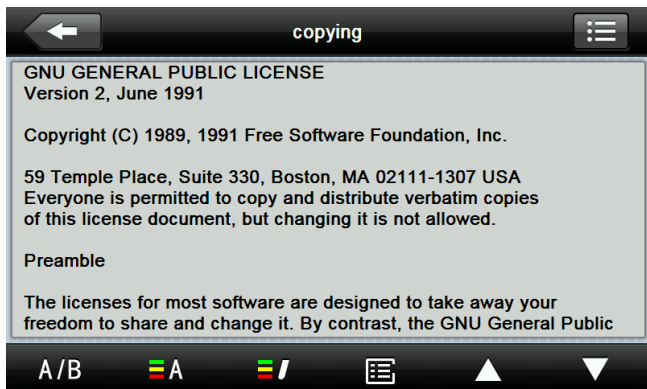 copying
GNU GENERAL PUBLIC LICENSE
Version 2, June 1991
Copyright (C) 1989, 1991 Free Software Foundation, Inc.
59 Temple Place, Suite 330, Boston, MA 02111-1307 USA
Everyone is permitted to copy and distribute verbatim copies
of this license document, but changing it is not allowed.
Preamble
The licenses for most software are designed to take away your
freedom to share and change it. By contrast, the GNU General Public
A/B A